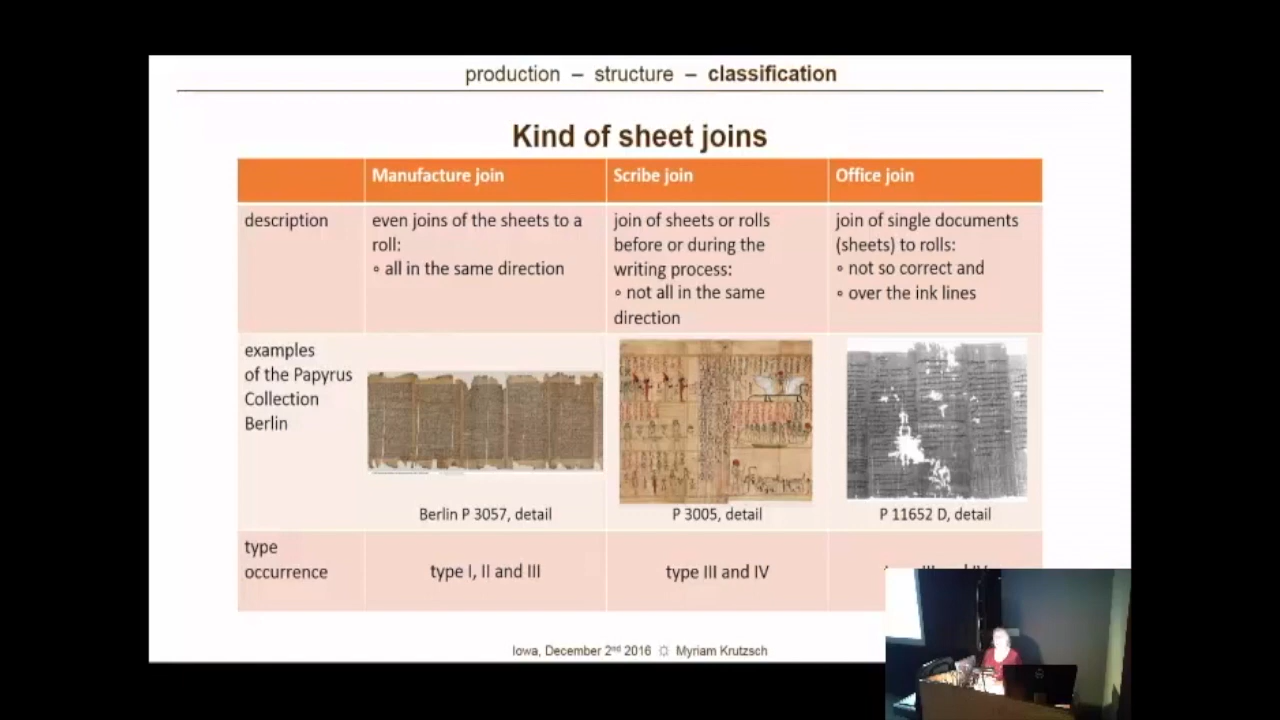 production – structure – classification
Kind of sheet joins
Manufacture join
Scribe join
Office join
description
even joins of the sheets to a
roll:
∘ all in the same direction
join of sheets or rolls
before or during the
writing process:
∘ not all in the same
direction
join of single documents
(sheets) to rolls:
∘ not so correct and
∘ over the ink lines
examples
of the Papyrus
Collection
Berlin
Berlin P 3057, detail
P 3005, detail
P 11652 D, detail
type
occurrence
type I, II and III
type III and IV
Iowa, December 2nd 2016 ☼ Myriam Krutzsch